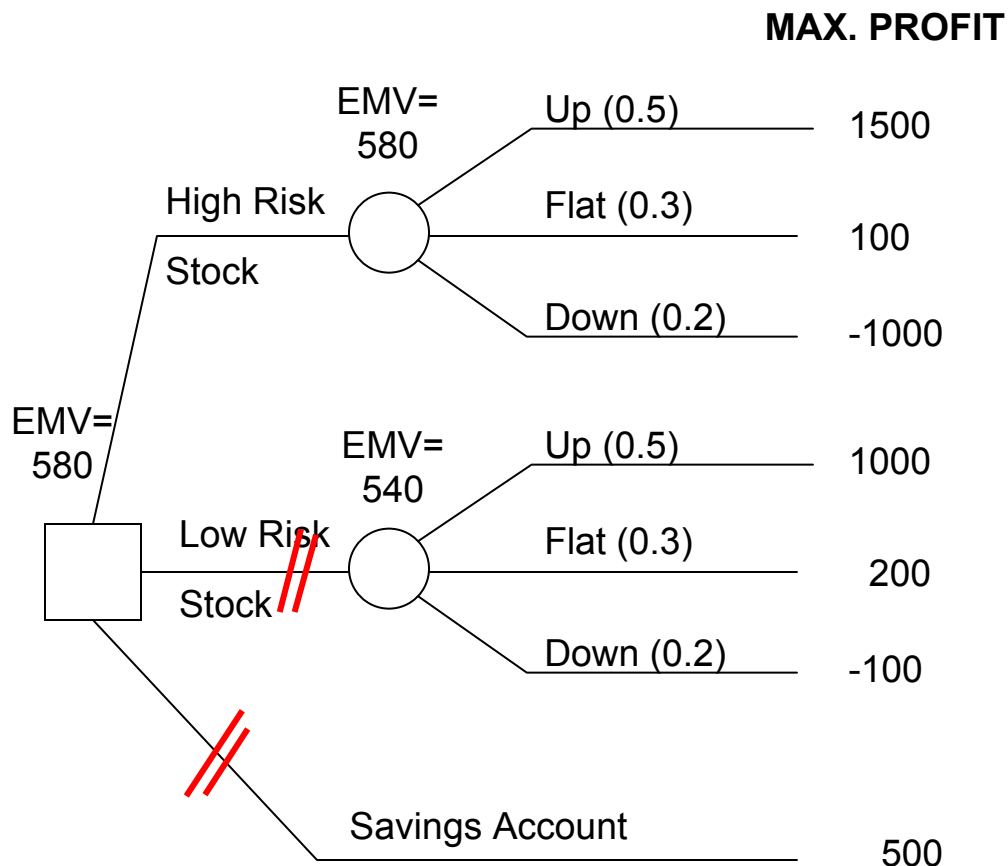 MAX. PROFIT
EMV=
580
Up (0.5)
1500
High Risk
Stock
Flat (0.3)
100
Down (0.2)
-1000
EMV=
580
EMV=
540
Up (0.5)
1000
Low Risk
Stock
Flat (0.3)
200
Down (0.2)
-100
Savings Account
500